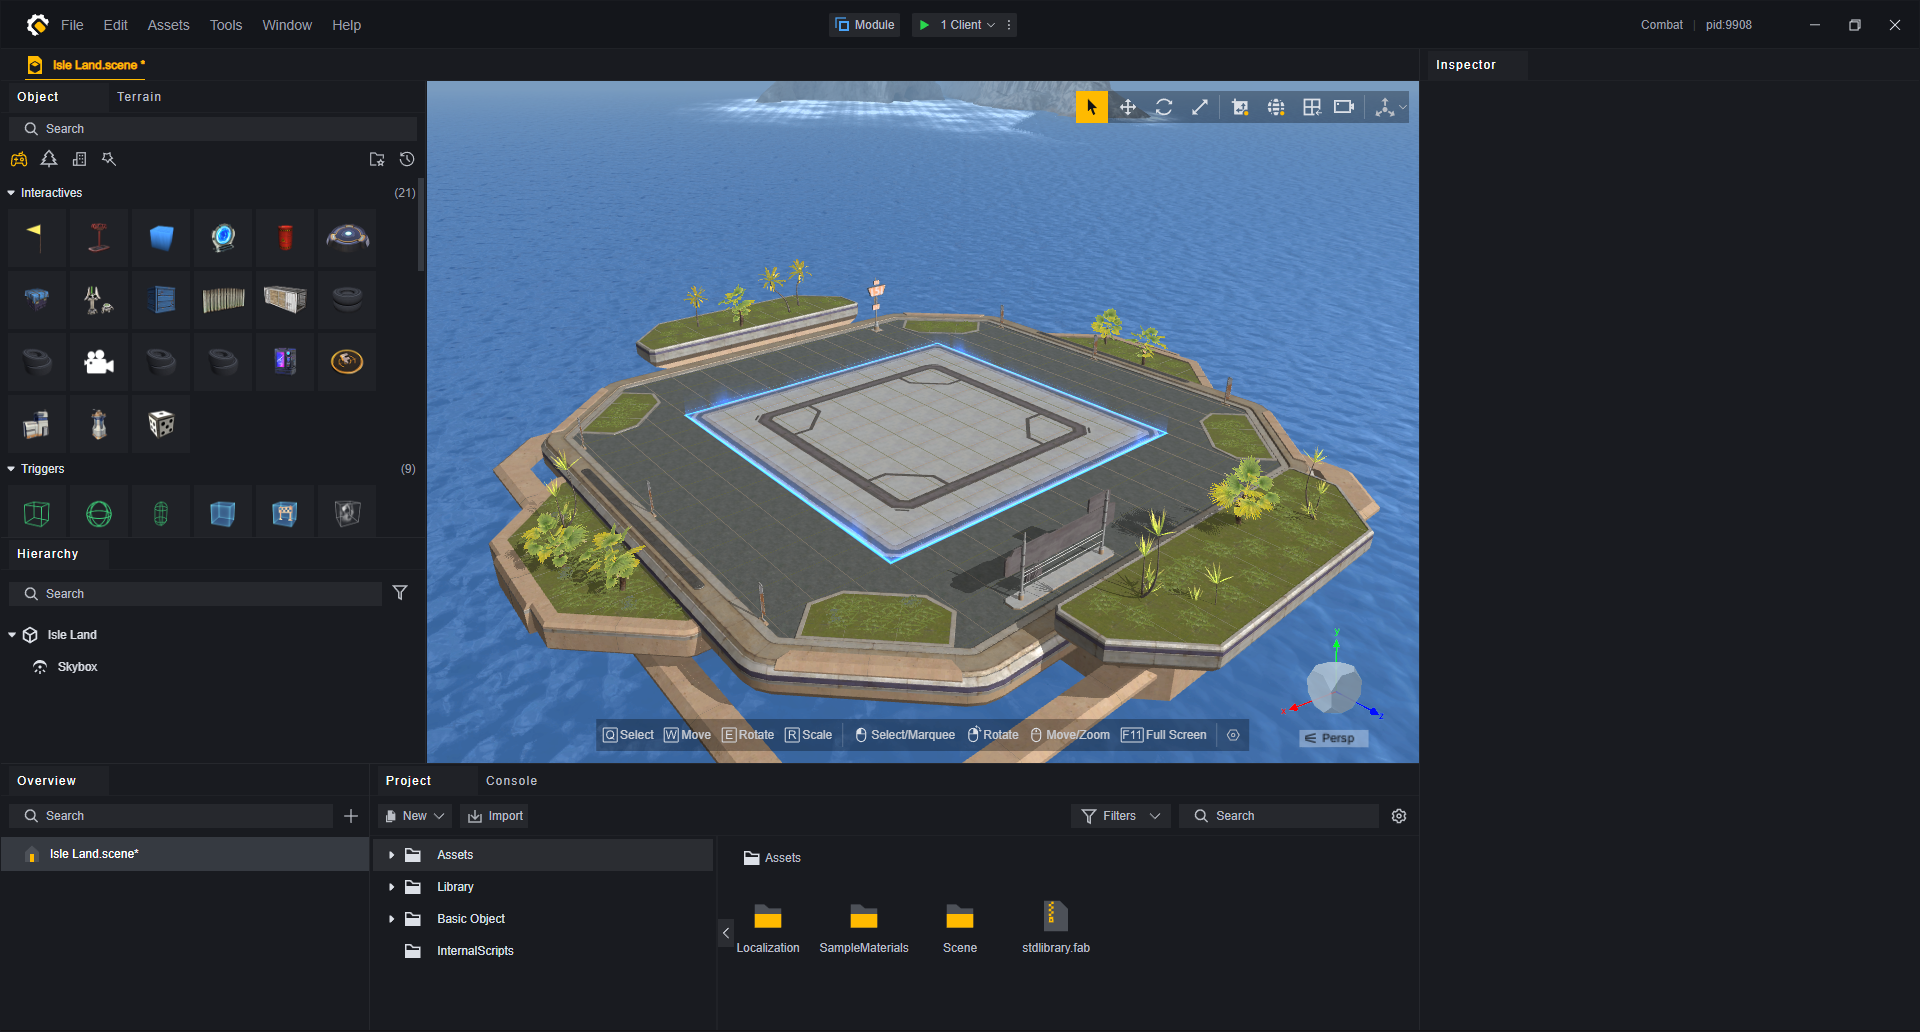 File Edit Assets Tools Window Help
Module
1 Client
Combat pid:9908
Isle Land.scene *
Object Terrain
Search
Interactives (21)
Triggers (9)
Hierarchy
Search
Isle Land
Skybox
Inspector
y
x
z
Persp
Q Select W Move E Rotate R Scale Select/Marquee Rotate Move/Zoom F11 Full Screen
Overview
Search
Isle Land.scene*
Project Console
New Import
Filters Search
Assets
Library
Basic Object
InternalScripts
Assets
Localization SampleMaterials Scene stdlibrary.fab